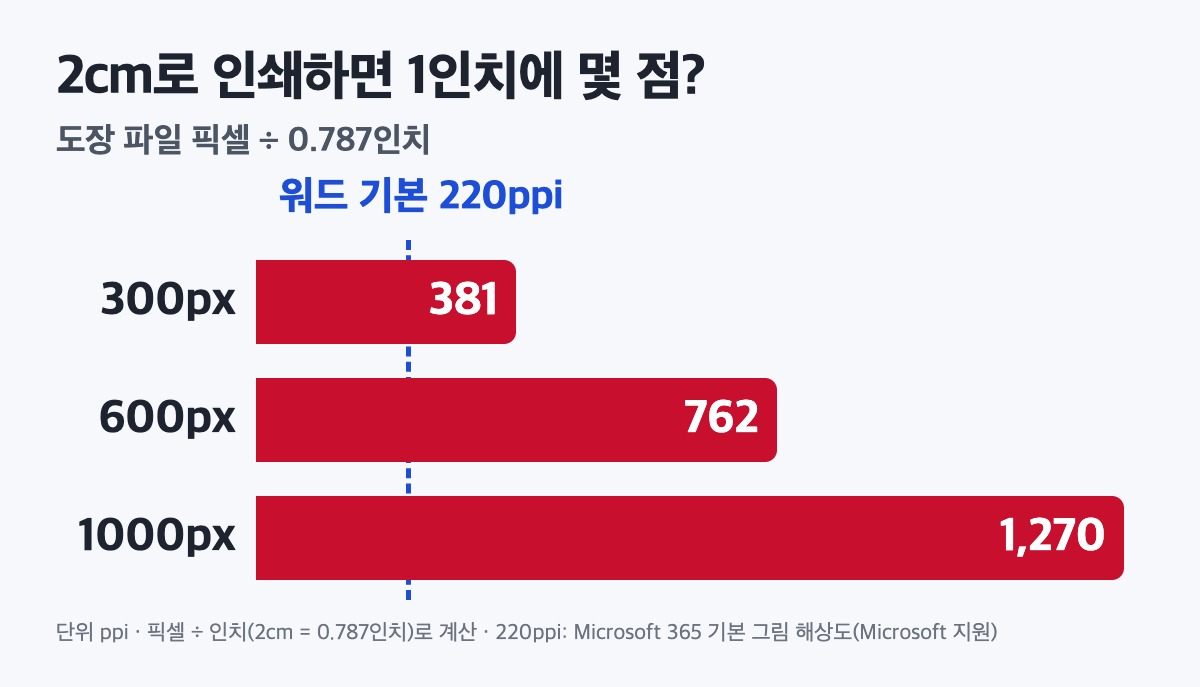 2cm로 인쇄하면 1인치에 몇 점?
도장 파일 픽셀 ÷ 0.787인치
워드 기본 220ppi
300px 381
600px 762
1000px 1,270
단위 ppi · 픽셀 ÷ 인치(2cm = 0.787인치)로 계산 · 220ppi: Microsoft 365 기본 그림 해상도(Microsoft 지원)